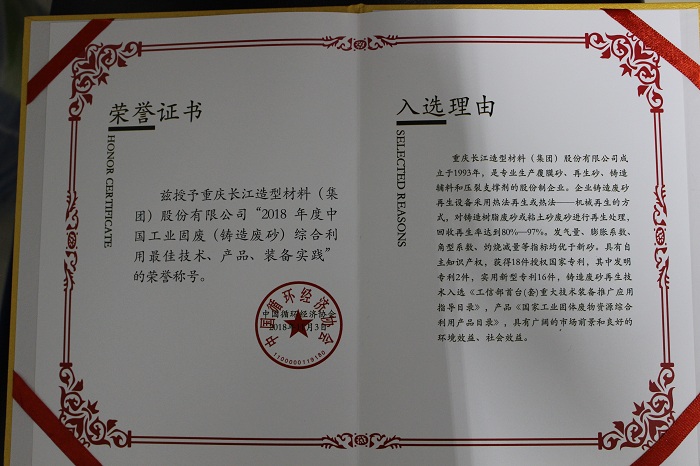 荣誉证书
HONOR CERTIFICATE
兹授予重庆长江造型材料（集
团）股份有限公司“2018 年度中
国工业固废（铸造废砂）综合利
用最佳技术、产品、装备实践”
的荣誉称号。
中国循环经济协会
中国循环经济协会
1100000119180
入选理由
SELECTED REASONS
重庆长江造型材料（集团）股份有限公司成
立于1993年，是专业生产覆膜砂、再生砂、铸造
辅料和压裂支撑剂的股份制企业。企业铸造废砂
再生设备采用热法再生或热法——机械再生的方
式，对铸造树脂废砂或粘土砂废砂进行再生处理，
回收再生率达到80%—97%。发气量、膨胀系数、
角型系数、灼烧减量等指标均优于新砂。具有自
主知识产权，获得18件授权国家专利，其中发明
专利2件，实用新型专利16件，铸造废砂再生技
术入选《工信部首台(套)重大技术装备推广应用
指导目录》，产品《国家工业固体废物资源综合
利用产品目录》，具有广阔的市场前景和良好的
环境效益、社会效益。